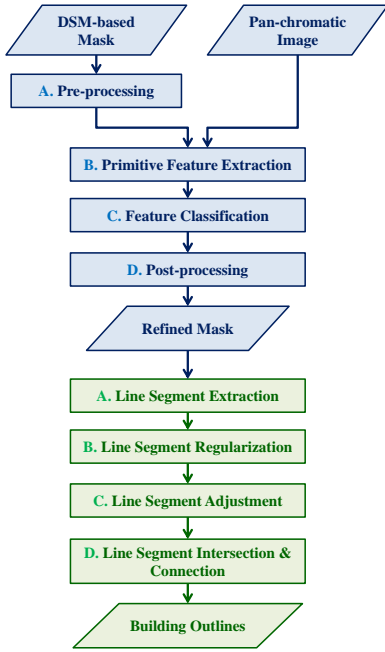 DSM-based
Mask
Pan-chromatic
Image
A. Pre-processing
B. Primitive Feature Extraction
C. Feature Classification
D. Post-processing
Refined Mask
A. Line Segment Extraction
B. Line Segment Regularization
C. Line Segment Adjustment
D. Line Segment Intersection &
Connection
Building Outlines